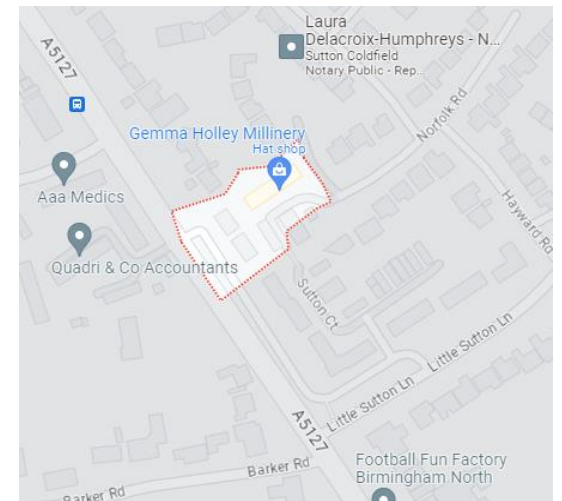 Laura
Delacroix-Humphreys - N...
Sutton Coldfield
Notary Public - Rep...
A5127
Norfolk Rd
Gemma Holley Millinery
Hat shop
Aaa Medics
Hayward Rd
Quadri & Co Accountants
Sutton Ct
Little Sutton Ln
Little Sutton Ln
A5127
Barker Rd
Football Fun Factory
Birmingham North
Barker Rd